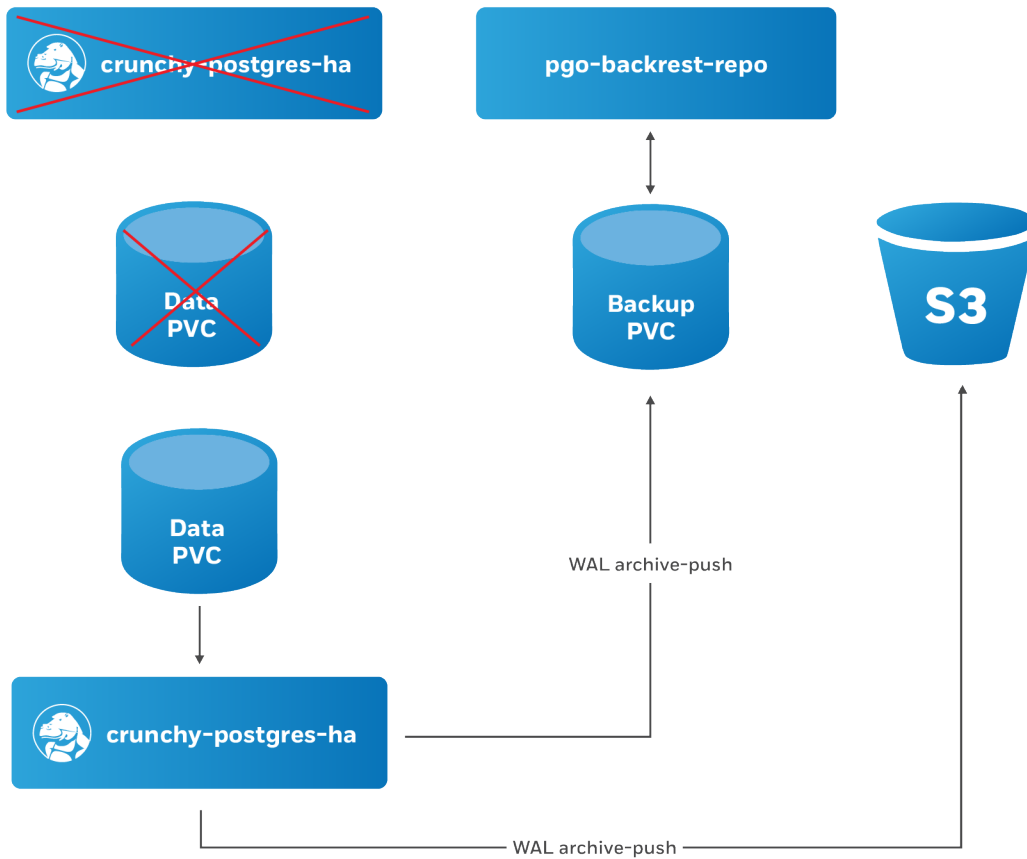 crunchy-postgres-ha
pgo-backrest-repo
Data
PVC
Backup
PVC
S3
Data
PVC
WAL archive-push
crunchy-postgres-ha
WAL archive-push